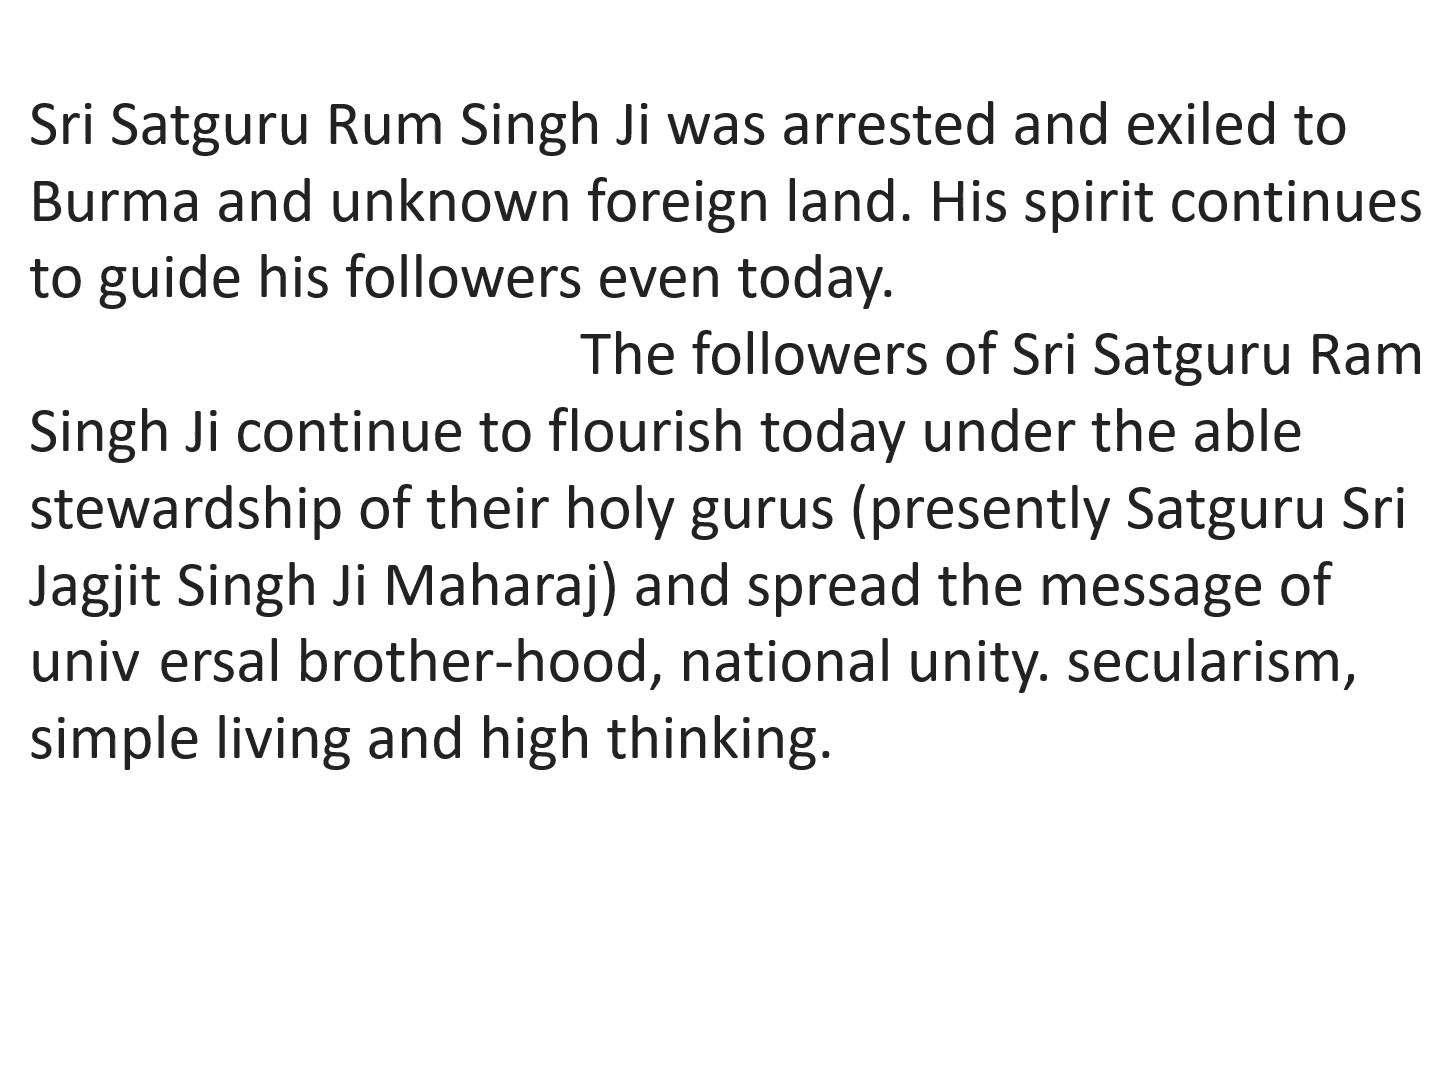 Sri Satguru Rum Singh Ji was arrested and exiled to
Burma and unknown foreign land. His spirit continues
to guide his followers even today.
The followers of Sri Satguru Ram
Singh Ji continue to flourish today under the able
stewardship of their holy gurus (presently Satguru Sri
Jagjit Singh Ji Maharaj) and spread the message of
univ ersal brother-hood, national unity. secularism,
simple living and high thinking.